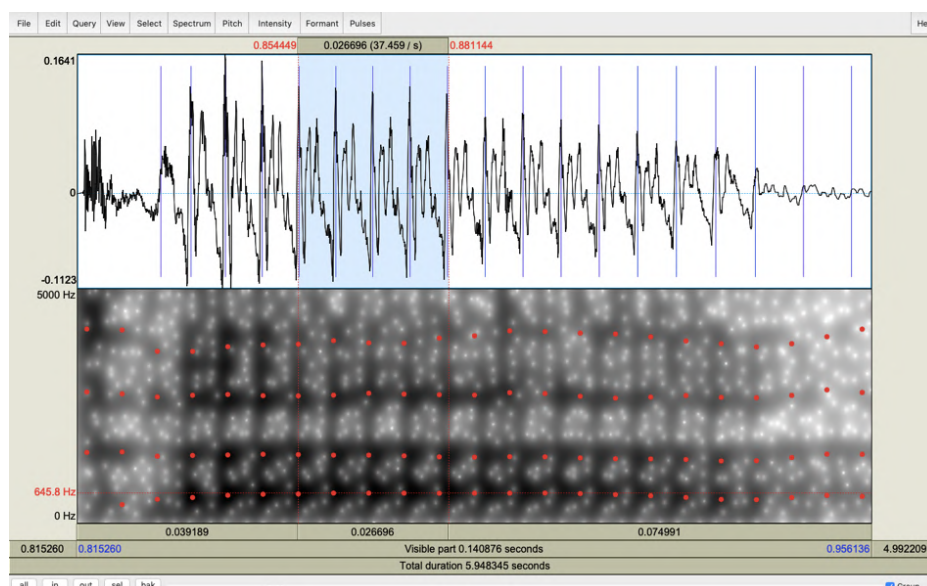 File Edit Query View Select Spectrum Pitch Intensity Formant Pulses He
0.854449 0.026696 (37.459 / s) 0.881144
0.1641
0
-0.1123
5000 Hz
645.8 Hz
0 Hz
0.039189 0.026696 0.074991
0.815260 0.815260 Visible part 0.140876 seconds 0.956136 4.992209
Total duration 5.948345 seconds
all in out sel bak Group